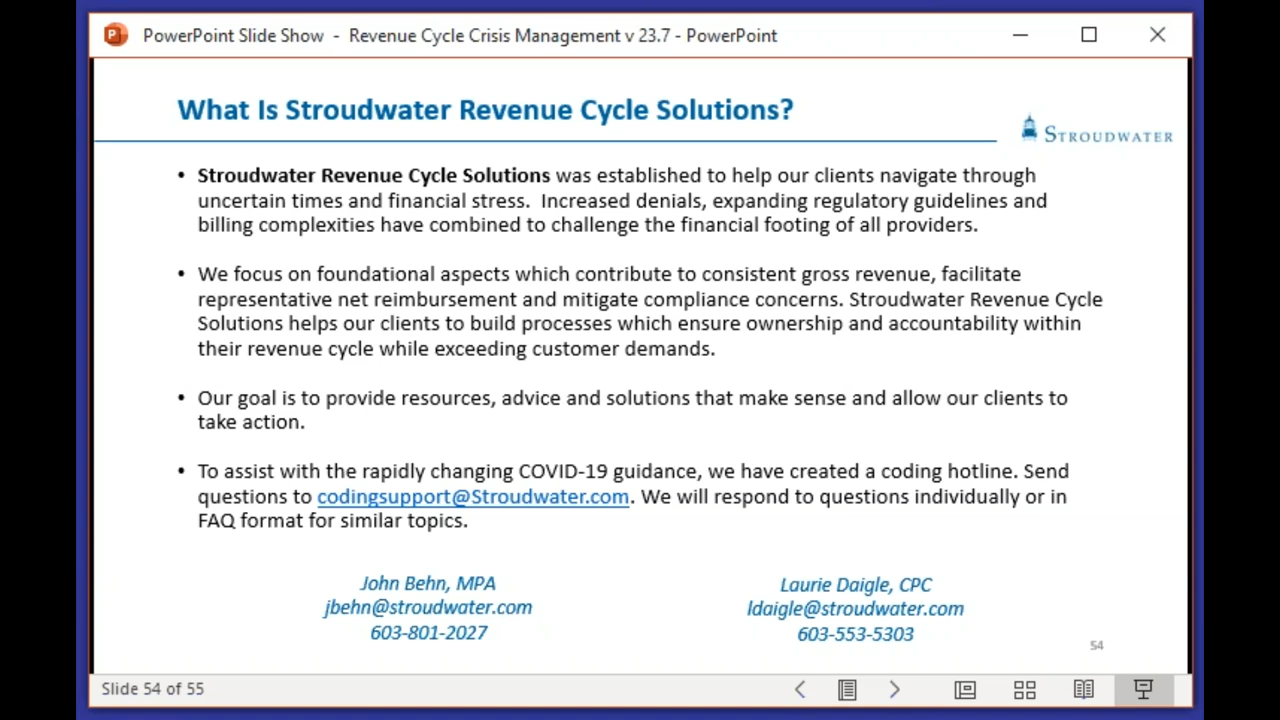 PowerPoint Slide Show - Revenue Cycle Crisis Management v 23.7 - PowerPoint
What Is Stroudwater Revenue Cycle Solutions?
STROUDWATER
• Stroudwater Revenue Cycle Solutions was established to help our clients navigate through
uncertain times and financial stress. Increased denials, expanding regulatory guidelines and
billing complexities have combined to challenge the financial footing of all providers.
• We focus on foundational aspects which contribute to consistent gross revenue, facilitate
representative net reimbursement and mitigate compliance concerns. Stroudwater Revenue Cycle
Solutions helps our clients to build processes which ensure ownership and accountability within
their revenue cycle while exceeding customer demands.
• Our goal is to provide resources, advice and solutions that make sense and allow our clients to
take action.
• To assist with the rapidly changing COVID-19 guidance, we have created a coding hotline. Send
questions to codingsupport@Stroudwater.com. We will respond to questions individually or in
FAQ format for similar topics.
John Behn, MPA
jbehn@stroudwater.com
603-801-2027
Laurie Daigle, CPC
ldaigle@stroudwater.com
603-553-5303
54
Slide 54 of 55